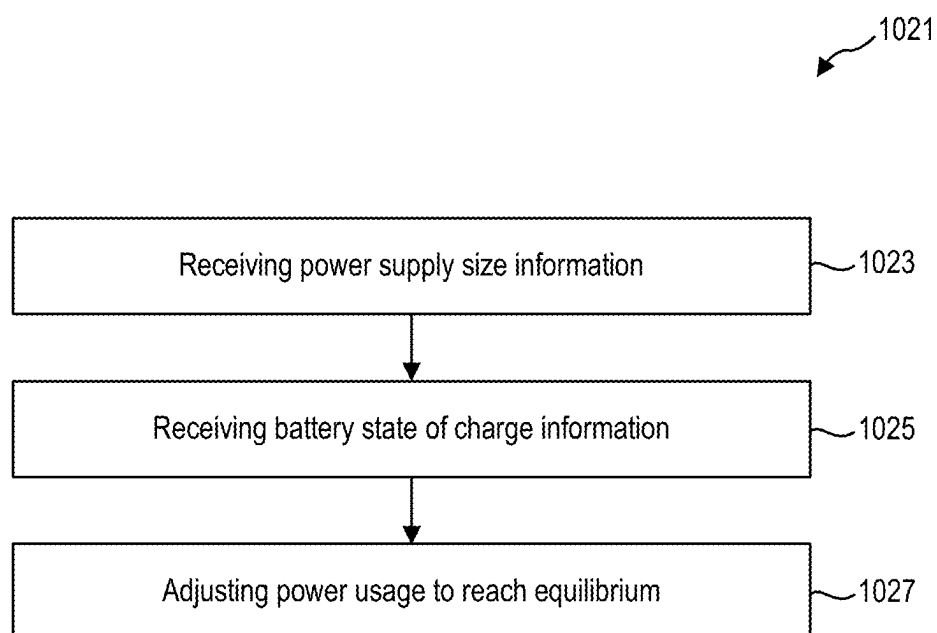 1021
Receiving power supply size information
1023
Receiving battery state of charge information
1025
Adjusting power usage to reach equilibrium
1027